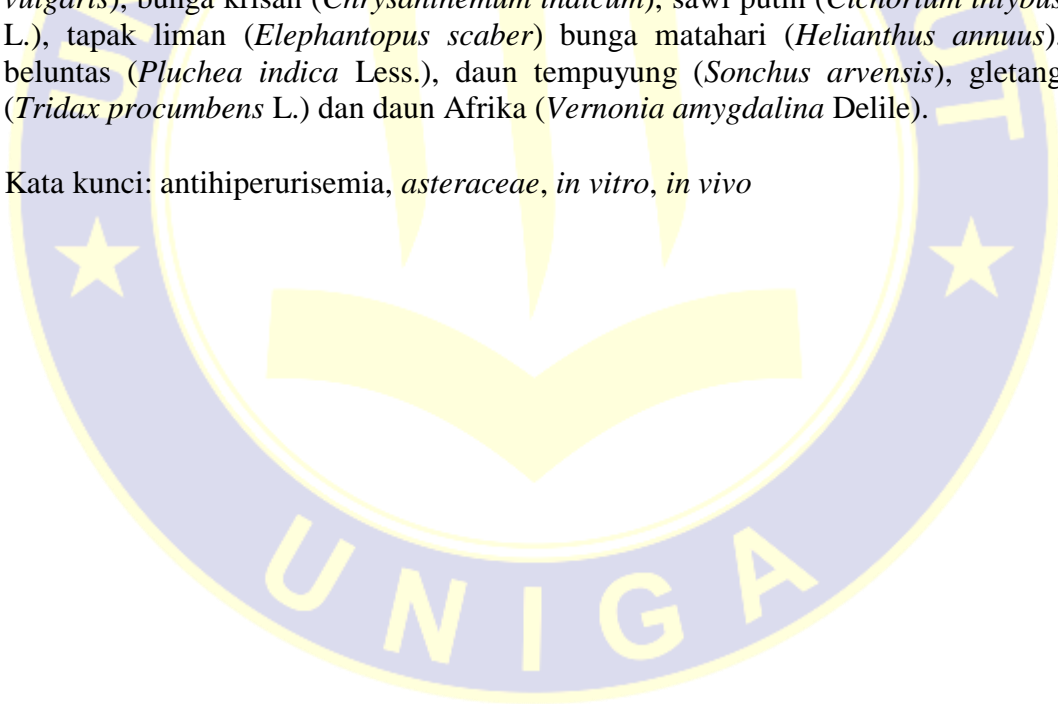 vulgaris), bunga krisan (Chrysanthemum indicum), sawi putih (Cichorium intybus
L.), tapak liman (Elephantopus scaber) bunga matahari (Helianthus annuus),
beluntas (Pluchea indica Less.), daun tempuyung (Sonchus arvensis), gletang
(Tridax procumbens L.) dan daun Afrika (Vernonia amygdalina Delile).
Kata kunci: antihiperurisemia, asteraceae, in vitro, in vivo
UNIGA